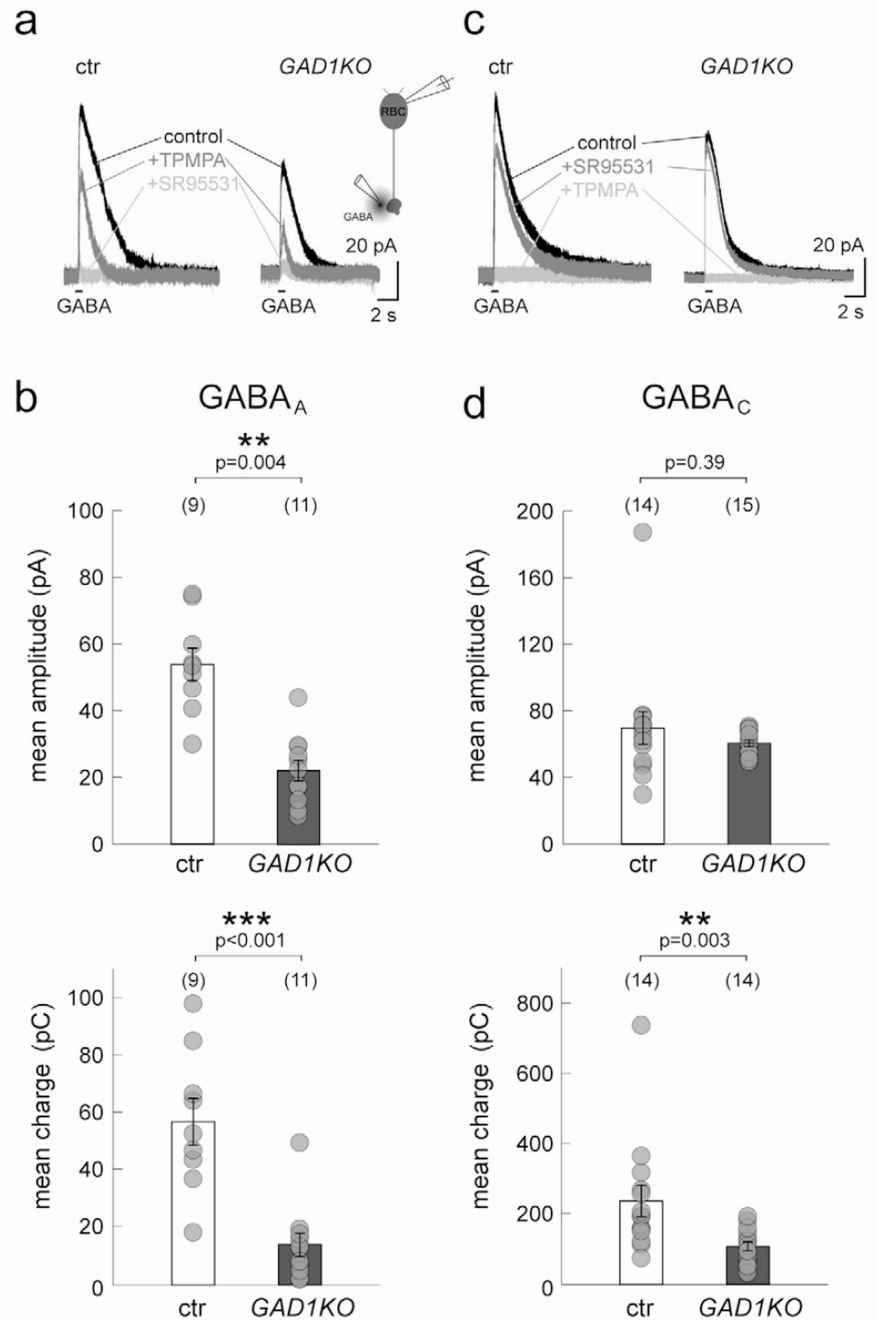 a
ctr
GAD1KO
RBC
control
+TPMPA
+SR95531
GABA
20 pA
2 s
GABA
GABA
c
ctr
GAD1KO
control
+SR95531
+TPMPA
20 pA
2 s
GABA
GABA
b
GABA A
**
p=0.004
(9)
(11)
mean amplitude (pA)
100
80
60
40
20
0
ctr
GAD1KO
***
p<0.001
(9)
(11)
mean charge (pC)
100
80
60
40
20
0
ctr
GAD1KO
d
GABA C
p=0.39
(14)
(15)
mean amplitude (pA)
200
160
120
80
40
0
ctr
GAD1KO
**
p=0.003
(14)
(14)
mean charge (pC)
800
600
400
200
0
ctr
GAD1KO